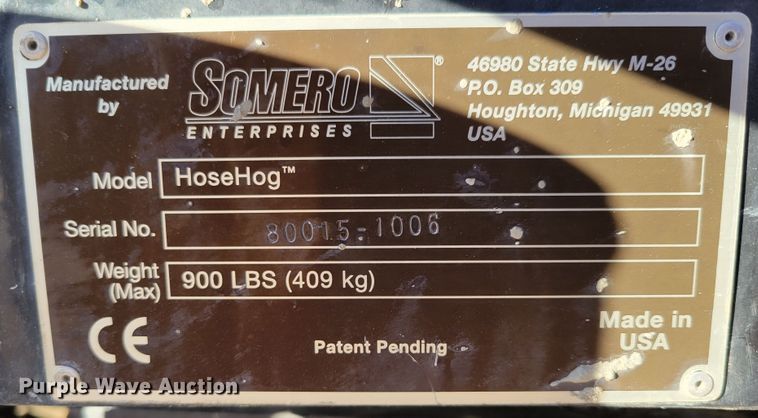 Manufactured
by
SOMERO®
ENTERPRISES
46980 State Hwy M-26
P.O. Box 309
Houghton, Michigan 49931
USA
Model HoseHog™
Serial No. 80015-1006
Weight
(Max) 900 LBS (409 kg)
CE
Patent Pending
Made in
USA
Purple Wave Auction